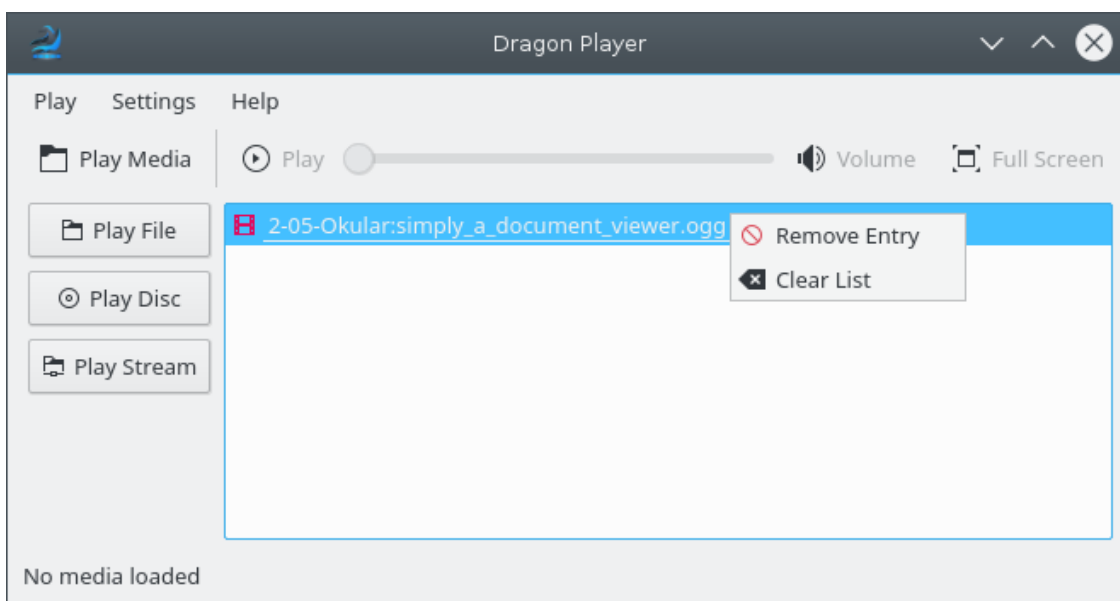 Dragon Player
Play Settings Help
Play Media Play Volume Full Screen
Play File
2-05-Okular:simply_a_document_viewer.ogg
Remove Entry
Clear List
Play Disc
Play Stream
No media loaded